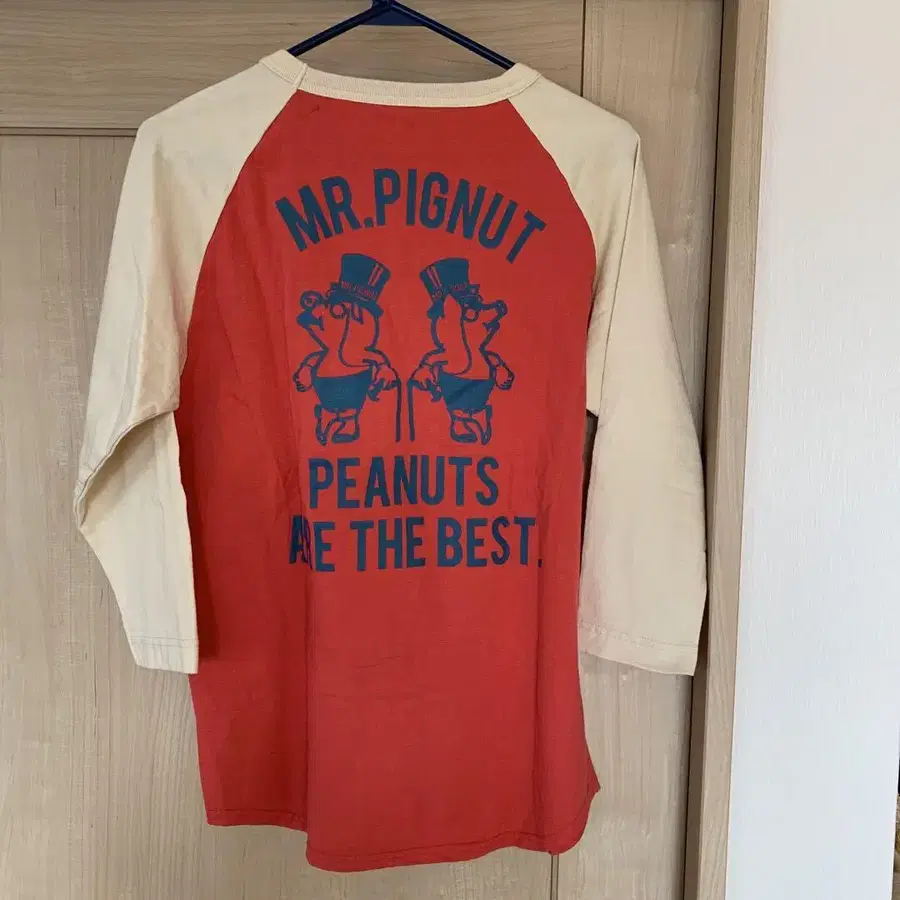 MR.PIGNUT
PEANUTS
ARE THE BEST.